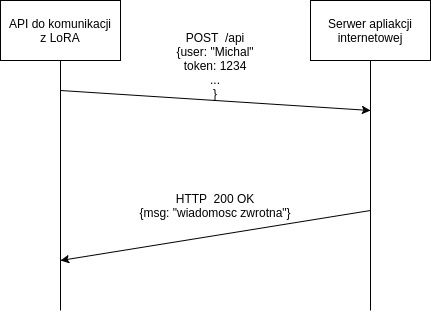 API do komunikacji
z LoRA
Serwer apliakcji
internetowej
POST /api
{user: "Michal"
token: 1234
...
}
HTTP 200 OK
{msg: "wiadomosc zwrotna"}